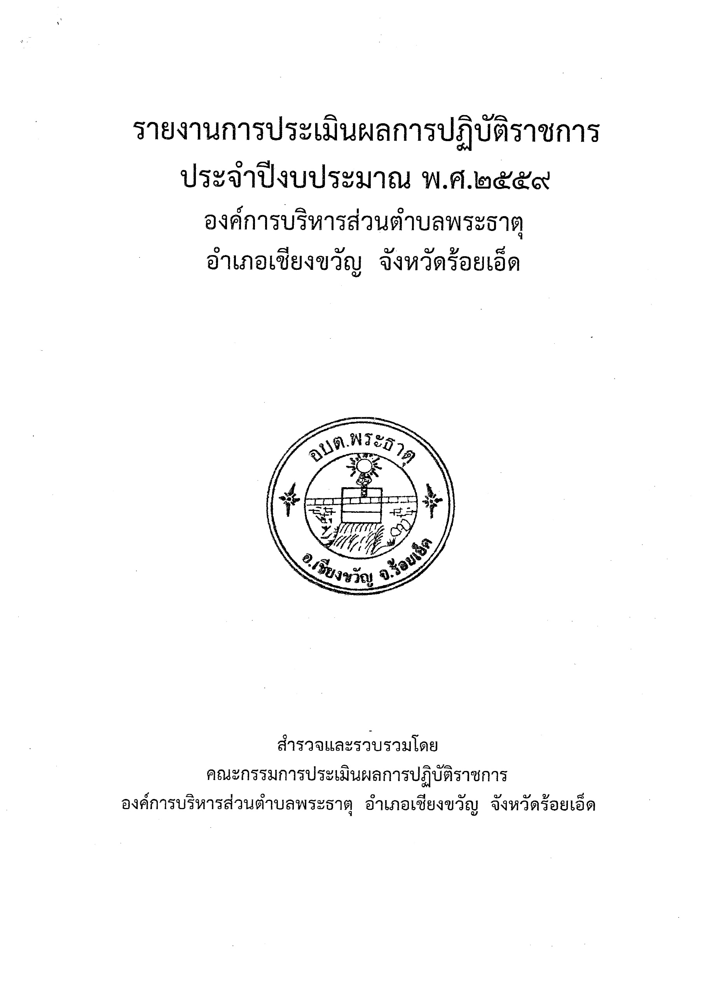 รายงานการประเมินผลการปฏิบัติราชการ
ประจำปีงบประมาณ พ.ศ.๒๕๕๙
องค์การบริหารส่วนตำบลพระธาตุ
อำเภอเชียงขวัญ จังหวัดร้อยเอ็ด
อบต.พระธาตุ
อ.เชียงขวัญ จ.ร้อยเอ็ด
สำรวจและรวบรวมโดย
คณะกรรมการประเมินผลการปฏิบัติราชการ
องค์การบริหารส่วนตำบลพระธาตุ อำเภอเชียงขวัญ จังหวัดร้อยเอ็ด